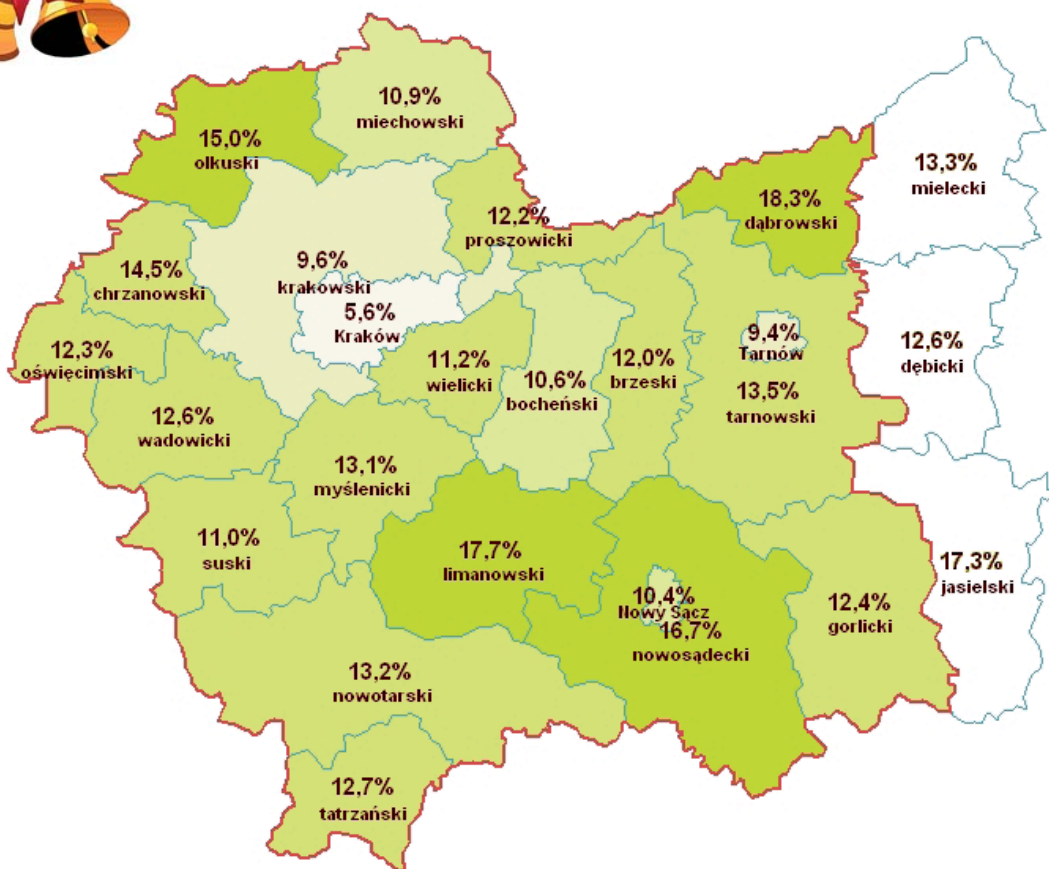 10,9%
miechowski
15,0%
olkuski
13,3%
mielecki
18,3%
dąbrowski
12,2%
proszowicki
14,5%
chrzanowski
9,6%
krakowski
5,6%
Kraków
9,4%
Tarnów
12,6%
dębicki
12,3%
oświęcimski
11,2%
wielicki
10,6%
bocheński
12,0%
brzeski
13,5%
tarnowski
12,6%
wadowicki
13,1%
myślenicki
11,0%
suski
17,7%
limanowski
17,3%
jasielski
10,4%
Nowy Sącz
16,7%
nowosądecki
12,4%
gorlicki
13,2%
nowotarski
12,7%
tatrzański